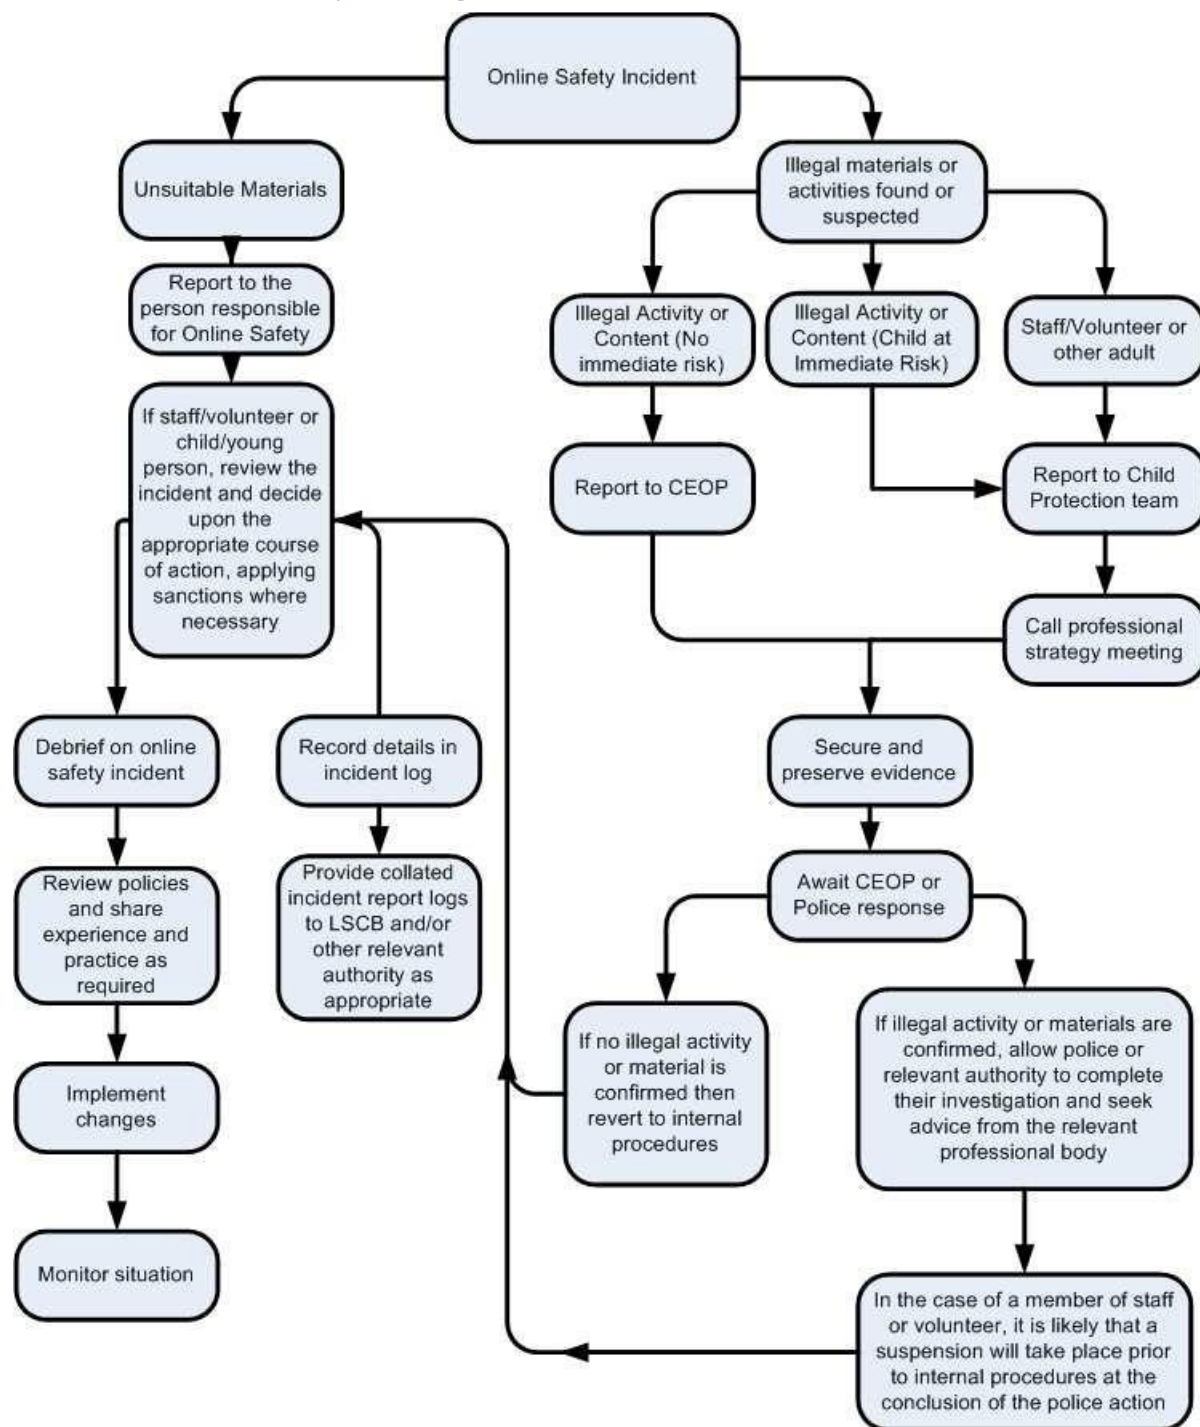 Online Safety Incident
Unsuitable Materials
Illegal materials or
activities found or
suspected
Report to the
person responsible
for Online Safety
Illegal Activity or
Content (No
immediate risk)
Illegal Activity or
Content (Child at
Immediate Risk)
Staff/Volunteer or
other adult
If staff/volunteer or
child/young
person, review the
incident and decide
upon the
appropriate course
of action, applying
sanctions where
necessary
Report to CEOP
Report to Child
Protection team
Call professional
strategy meeting
Debrief on online
safety incident
Record details in
incident log
Secure and
preserve evidence
Review policies
and share
experience and
practice as
required
Provide collated
incident report logs
to LSCB and/or
other relevant
authority as
appropriate
Await CEOP or
Police response
If no illegal activity
or material is
confirmed then
revert to internal
procedures
If illegal activity or materials are
confirmed, allow police or
relevant authority to complete
their investigation and seek
advice from the relevant
professional body
Implement
changes
Monitor situation
In the case of a member of staff
or volunteer, it is likely that a
suspension will take place prior
to internal procedures at the
conclusion of the police action